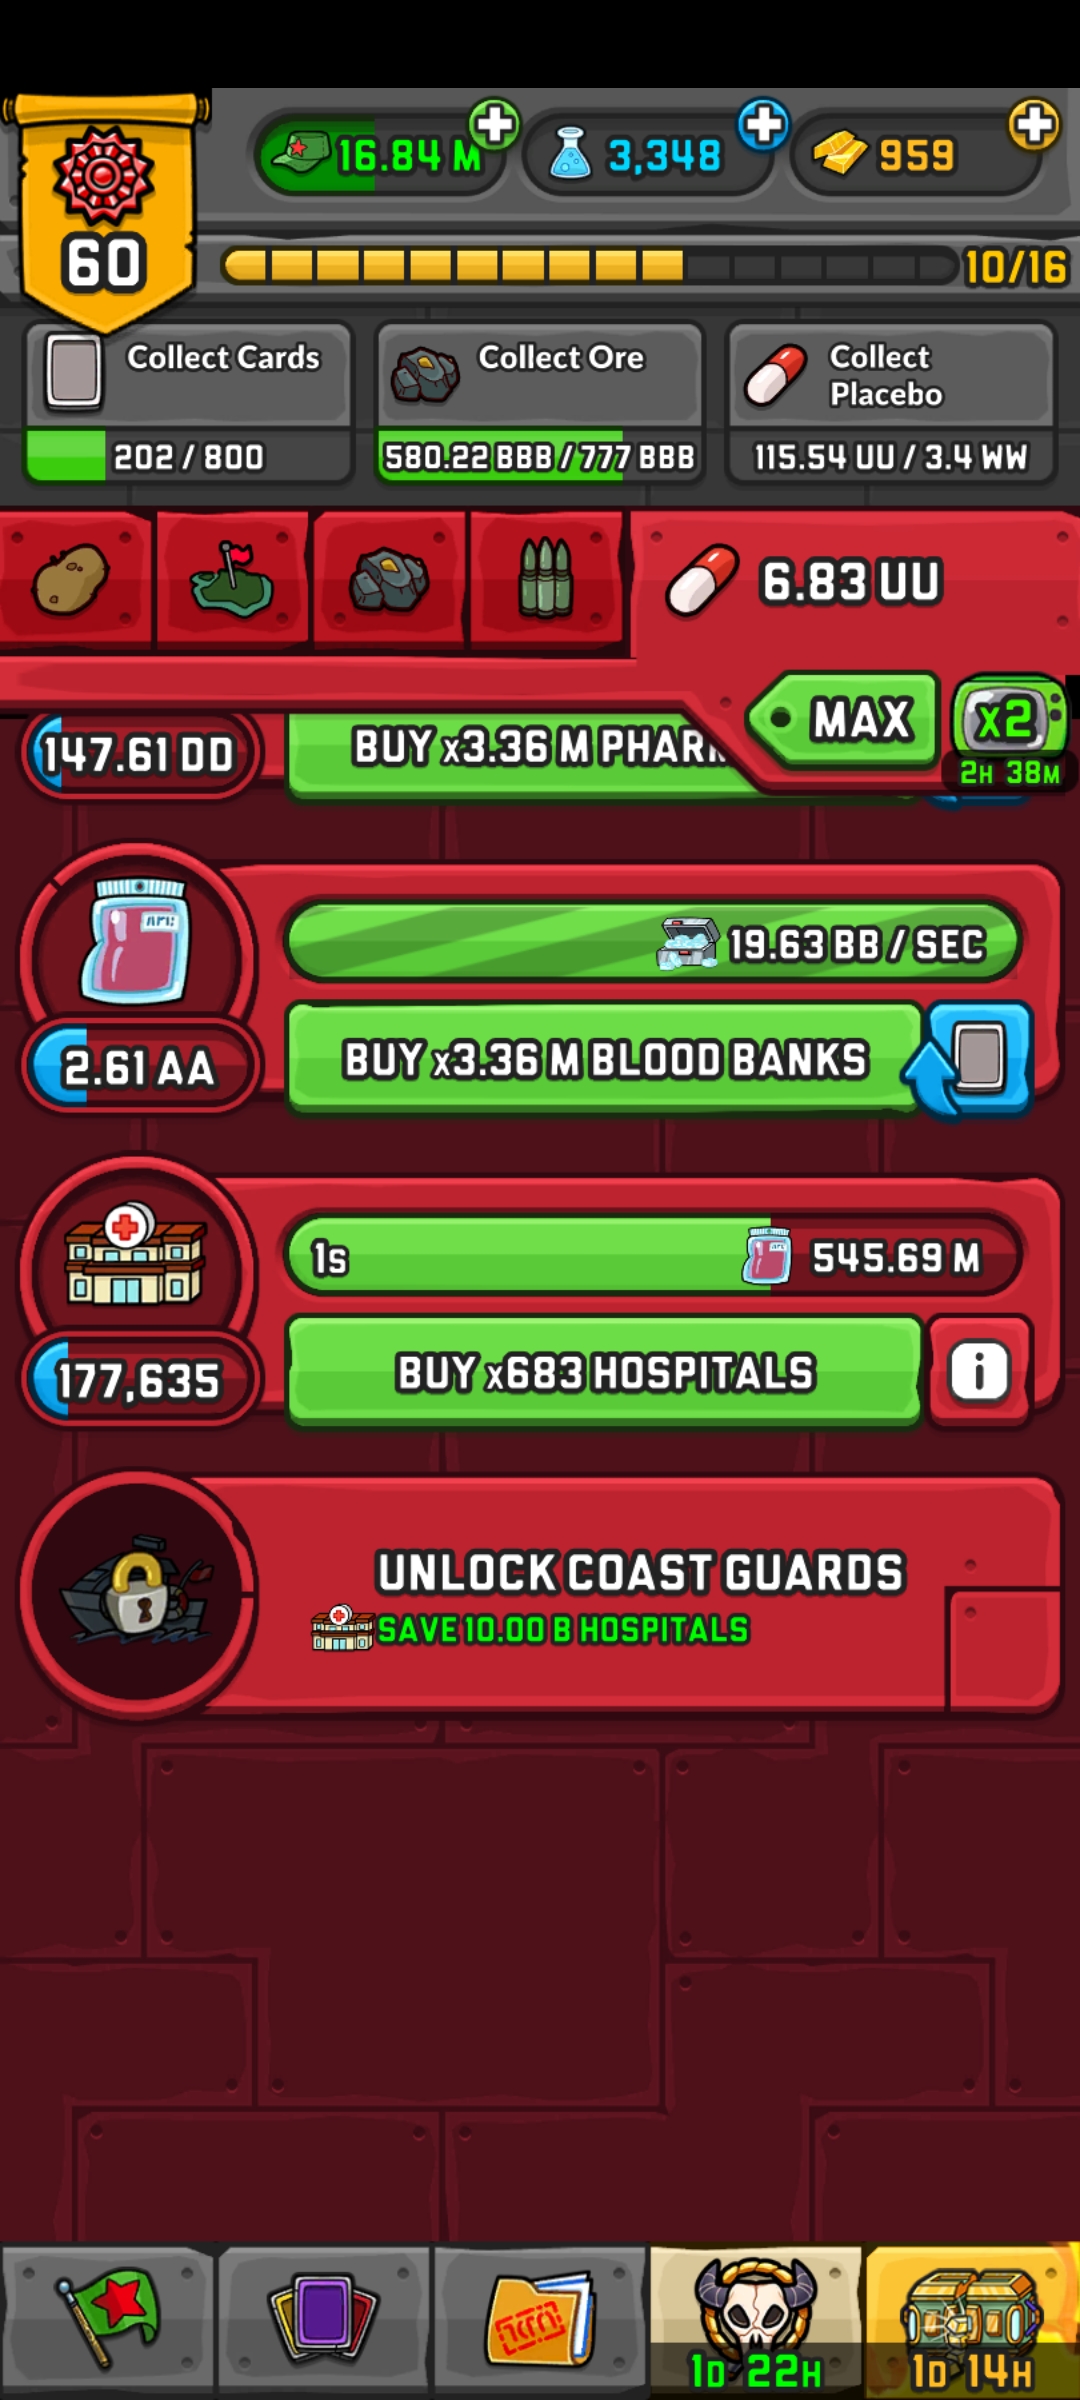 16.84 M
3,348
959
60
10/16
Collect Cards
202 / 800
Collect Ore
580.22 BBB / 777 BBB
Collect
Placebo
115.54 UU / 3.4 WW
6.83 UU
MAX
x2
2H 38M
147.61 DD
BUY x3.36 M
19.63 BB / SEC
2.61 AA
BUY x3.36 M BLOOD BANKS
1s
545.69 M
177,635
BUY x683 HOSPITALS
i
UNLOCK COAST GUARDS
SAVE 10.00 B HOSPITALS
1D 22H
1D 14H